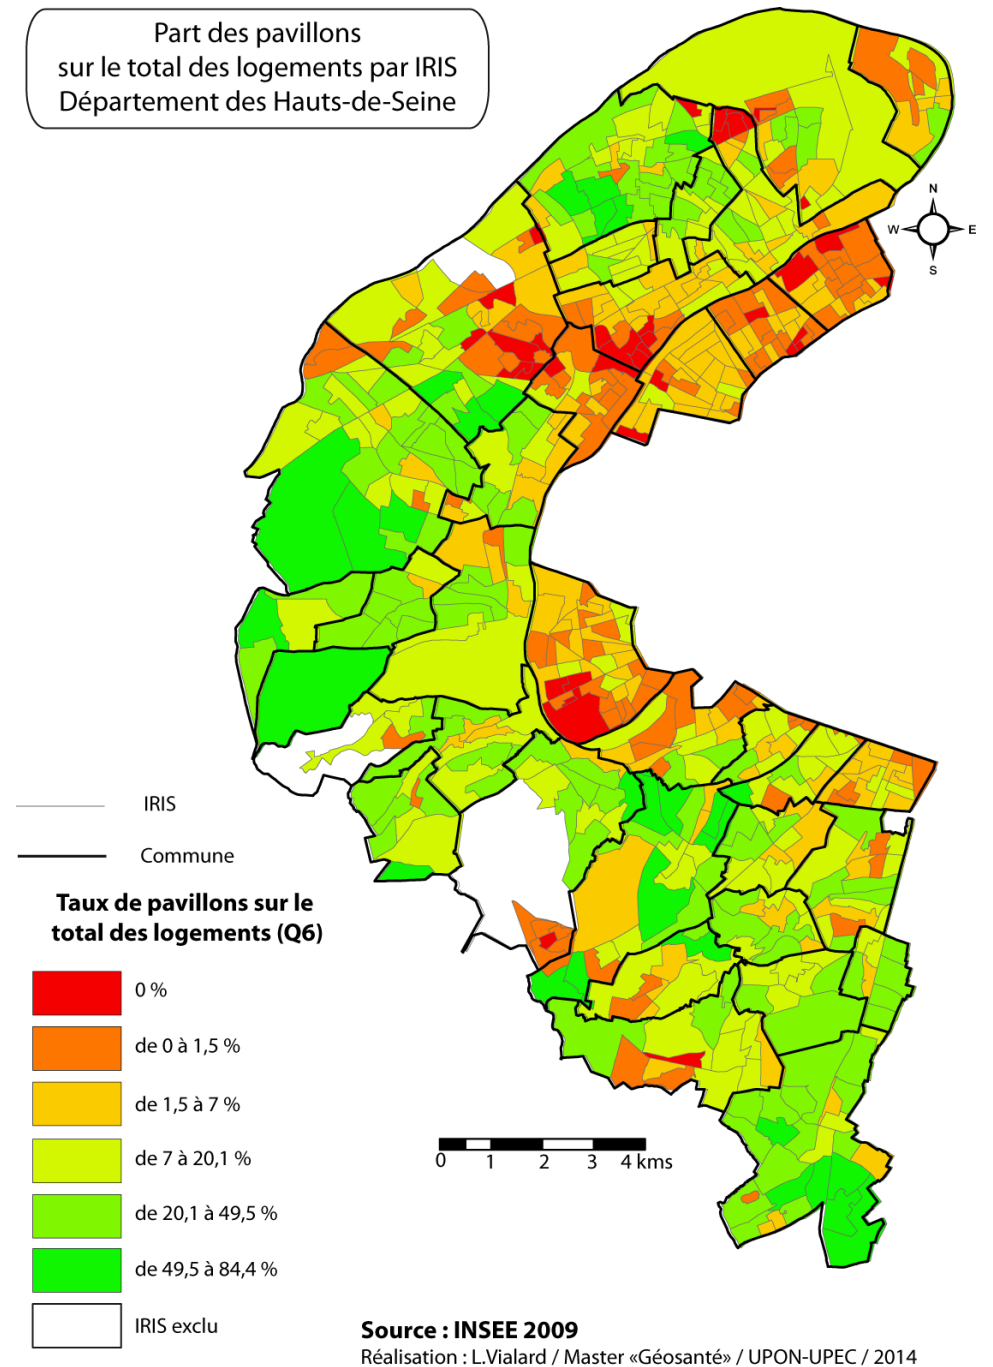 Part des pavillons
sur le total des logements par IRIS
Département des Hauts-de-Seine
N
W
E
S
IRIS
Commune
Taux de pavillons sur le
total des logements (Q6)
0 %
de 0 à 1,5 %
de 1,5 à 7 %
de 7 à 20,1 %
de 20,1 à 49,5 %
de 49,5 à 84,4 %
IRIS exclu
0 1 2 3 4 kms
Source : INSEE 2009
Réalisation : L.Vialard / Master «Géosanté» / UPON-UPEC / 2014